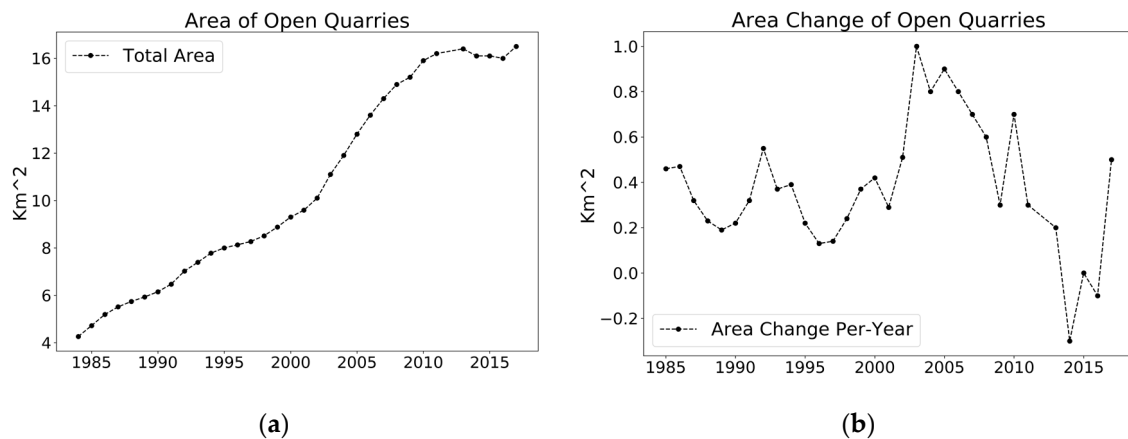 Area of Open Quarries
Total Area
Km^2
16
14
12
10
8
6
4
1985 1990 1995 2000 2005 2010 2015
(a)
Area Change of Open Quarries
Km^2
1.0
0.8
0.6
0.4
0.2
0.0
−0.2
Area Change Per-Year
1985 1990 1995 2000 2005 2010 2015
(b)